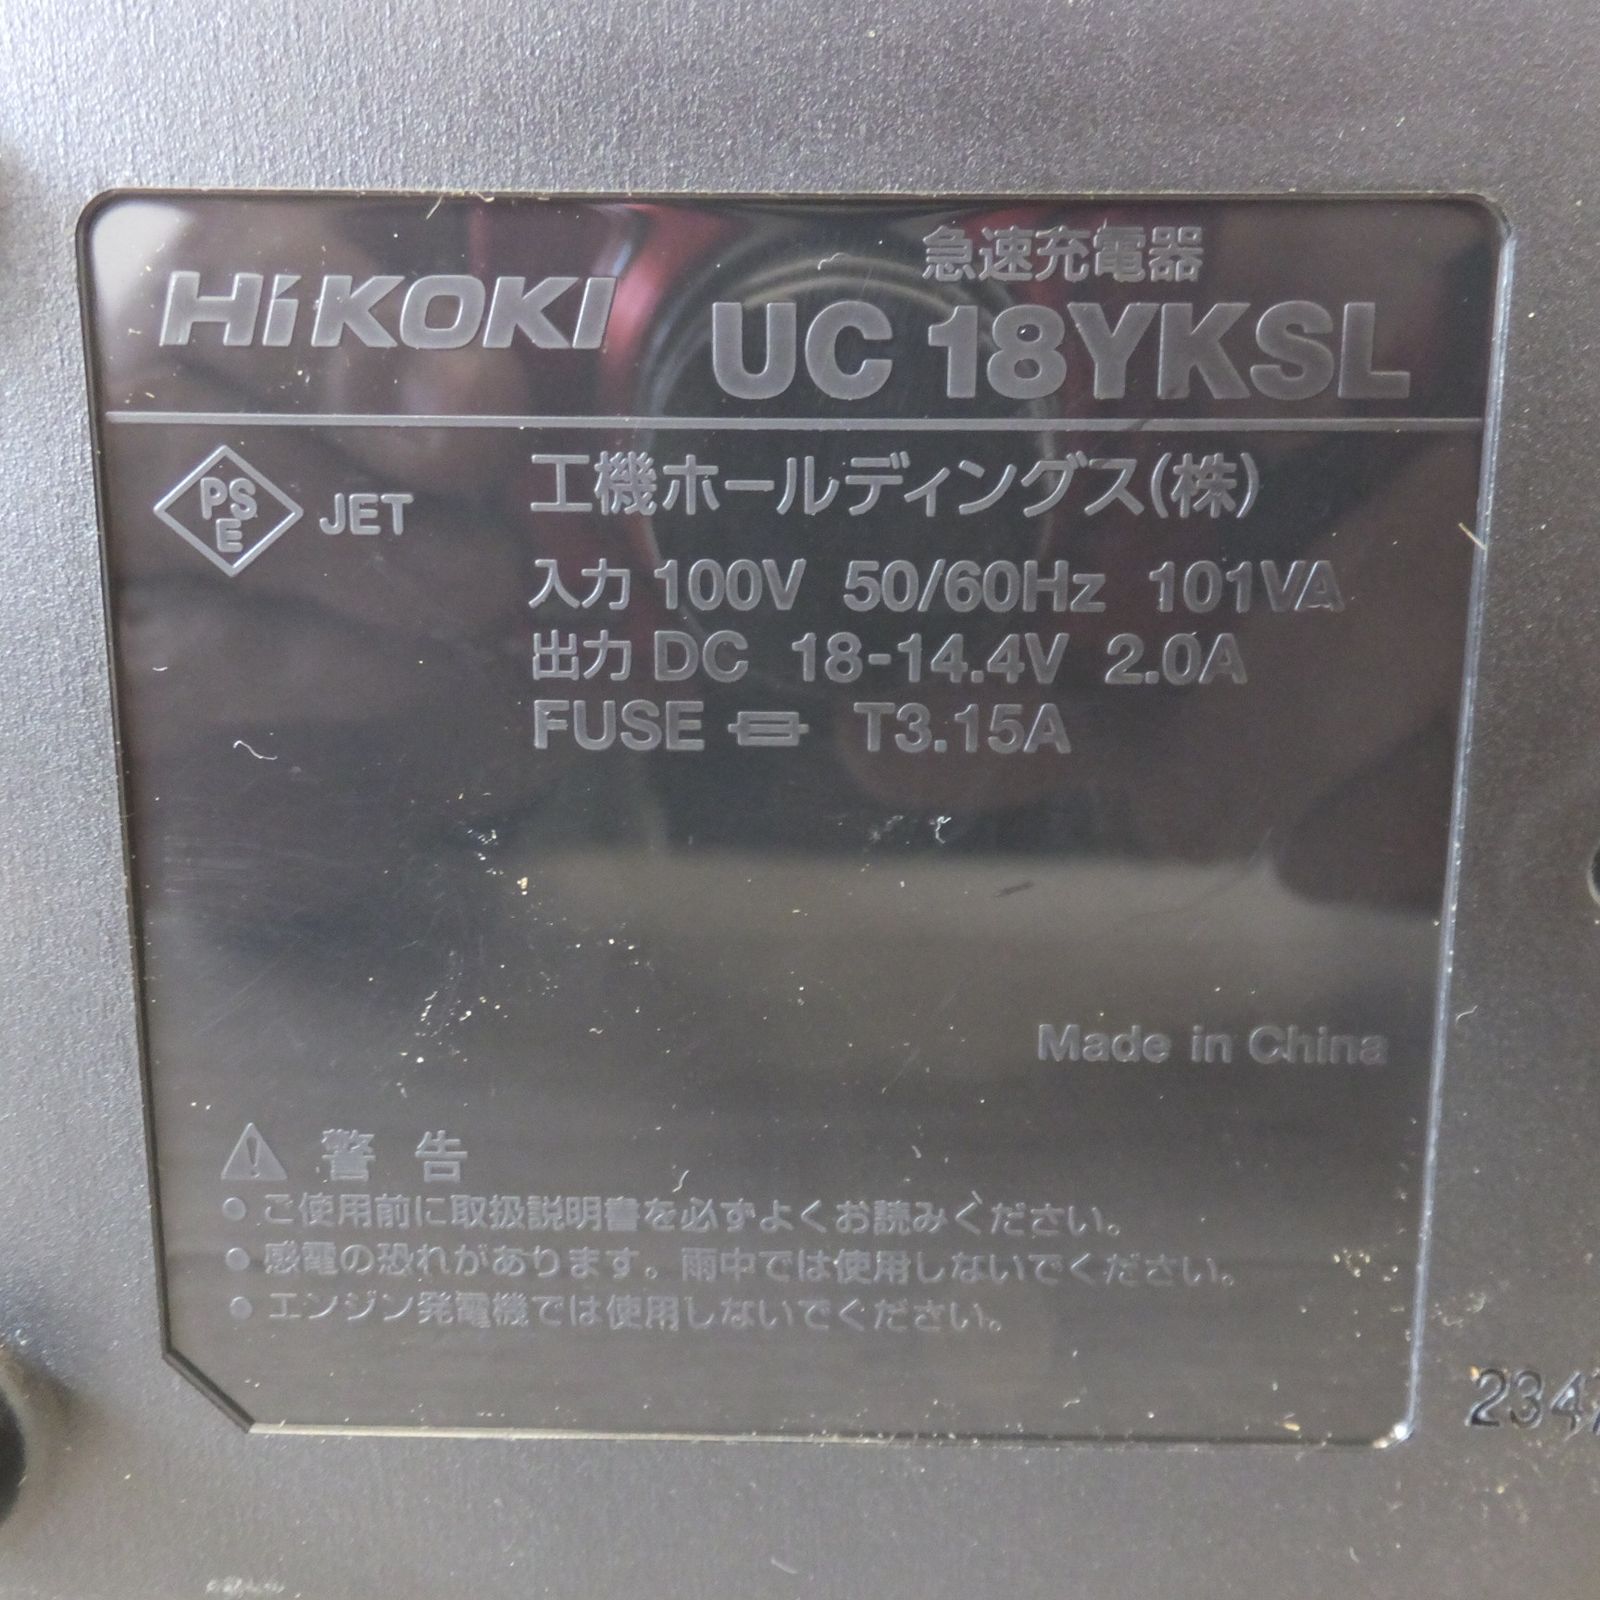 HiKOKI
急速充電器
UC 18YKSL
PSE JET
工機ホールディングス(株)
入力 100V 50/60Hz 101VA
出力 DC 18-14.4V 2.0A
FUSE T3.15A
Made in China
警告
● ご使用前に取扱説明書を必ずよくお読みください。
● 感電の恐れがあります。雨中では使用しないでください。
● エンジン発電機では使用しないでください。